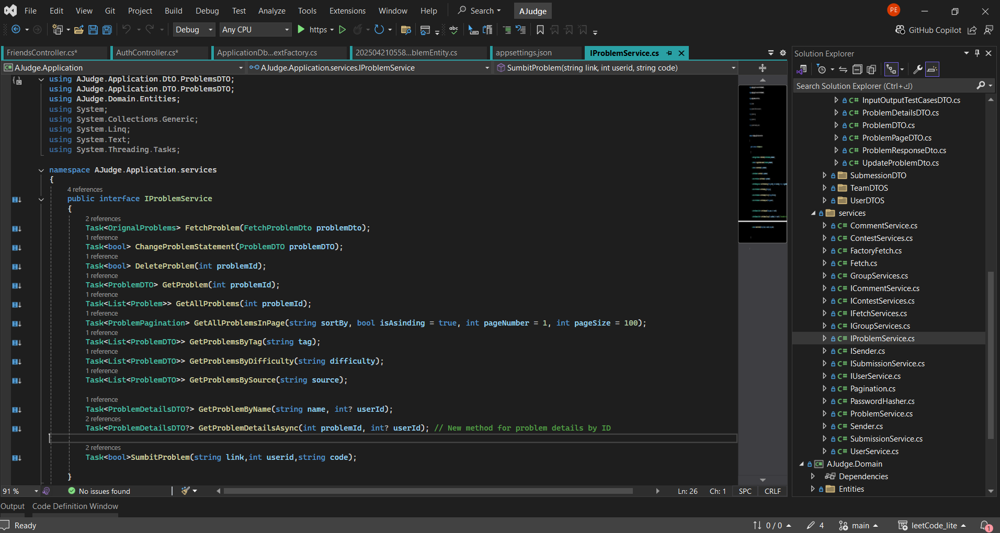 File Edit View Git Project Build Debug Test Analyze Tools Extensions Window Help Search AJudge PE
Debug Any CPU https abc GitHub Copilot
FriendsController.cs* AuthController.cs* ApplicationDb...extFactory.cs 202504210558...blemEntity.cs appsettings.json IProblemService.cs
C# AJudge.Application AJudge.Application.services.IProblemService SumbitProblem(string link, int userid, string code)
using AJudge.Application.DtO.ProblemsDTO;
using AJudge.Application.DTO.ProblemsDTO;
using AJudge.Domain.Entities;
using System;
using System.Collections.Generic;
using System.Linq;
using System.Text;
using System.Threading.Tasks;
namespace AJudge.Application.services
{
4 references
public interface IProblemService
{
2 references
Task<OrignalProblems> FetchProblem(FetchProblemDto problemDto);
1 reference
Task<bool> ChangeProblemStatement(ProblemDTO problemDTO);
1 reference
Task<bool> DeleteProblem(int problemId);
1 reference
Task<ProblemDTO> GetProblem(int problemId);
1 reference
Task<List<Problem>> GetAllProblems(int problemId);
1 reference
Task<ProblemPagination> GetAllProblemsInPage(string sortBy, bool isAsinding = true, int pageNumber = 1, int pageSize = 100);
1 reference
Task<List<ProblemDTO>> GetProblemsByTag(string tag);
1 reference
Task<List<ProblemDTO>> GetProblemsByDifficulty(string difficulty);
1 reference
Task<List<ProblemDTO>> GetProblemsBySource(string source);
1 reference
Task<ProblemDetailsDTO?> GetProblemByName(string name, int? userId);
2 references
Task<ProblemDetailsDTO?> GetProblemDetailsAsync(int problemId, int? userId); // New method for problem details by ID
2 references
Task<bool>SumbitProblem(string link,int userid,string code);
}
91 % No issues found Ln: 26 Ch: 1 SPC CRLF
Solution Explorer
Search Solution Explorer (Ctrl+ك)
C# InputOutputTestCasesDTO.cs
C# ProblemDetailsDTO.cs
C# ProblemDTO.cs
C# ProblemPageDTO.cs
C# ProblemResponseDto.cs
C# UpdateProblemDto.cs
SubmessionDTO
TeamDTOS
UserDTOS
services
C# CommentService.cs
C# ContestServices.cs
C# FactoryFetch.cs
C# Fetch.cs
C# GroupServices.cs
C# ICommentService.cs
C# IContestServices.cs
C# IFetchServices.cs
C# IGroupServices.cs
C# IProblemService.cs
C# ISender.cs
C# ISubmissionService.cs
C# IUserService.cs
C# Pagination.cs
C# PasswordHasher.cs
C# ProblemService.cs
C# Sender.cs
C# SubmissionService.cs
C# UserService.cs
C# AJudge.Domain
Dependencies
Entities
Output Code Definition Window
Ready 0 / 0 4 main leetCode_lite 1